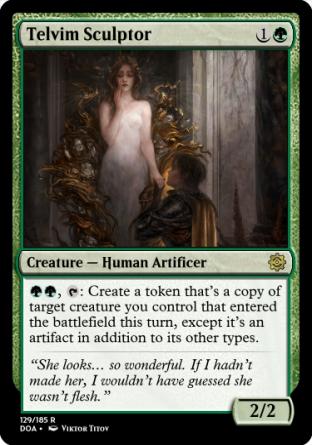 Telvim Sculptor 1
Creature — Human Artificer
, : Create a token that's a copy of
target creature you control that entered
the battlefield this turn, except it's an
artifact in addition to its other types.
“She looks... so wonderful. If I hadn't
made her, I wouldn't have guessed she
wasn't flesh.”
2/2
129/185 R
DOA • Viktor Titov